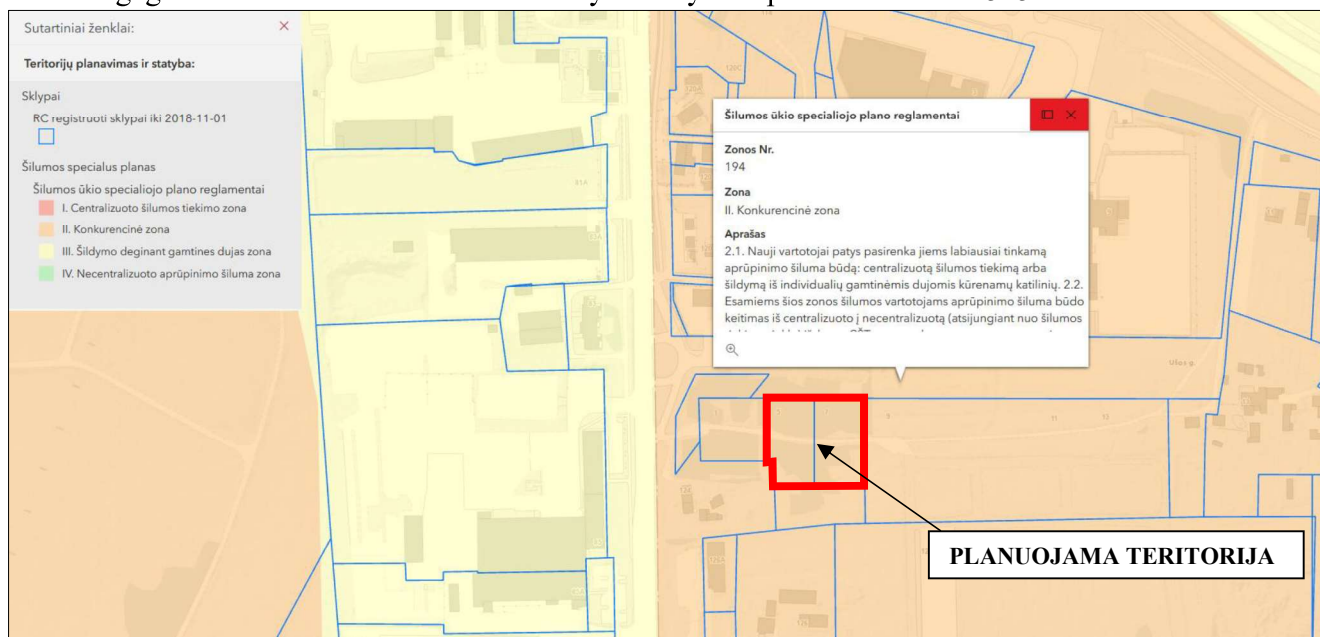 Sutartiniai ženklai:
Teritorijų planavimas ir statyba:
Sklypai
RC registruoti sklypai iki 2018-11-01
Šilumos specialus planas
Šilumos ūkio specialiojo plano reglamentai
I. Centralizuoto šilumos tiekimo zona
II. Konkurencinė zona
III. Šildymo deginant gamtines dujas zona
IV. Necentralizuoto aprūpinimo šiluma zona
Šilumos ūkio specialiojo plano reglamentai
Zonos Nr.
194
Zona
II. Konkurencinė zona
Aprašas
2.1. Nauji vartotojai patys pasirenka jiems labiausiai tinkamą
aprūpinimo šiluma būdą: centralizuotą šilumos tiekimą arba
šildymą iš individualių gamtinėmis dujomis kūrenamų katilinių. 2.2.
Esamiems šios zonos šilumos vartotojams aprūpinimo šiluma būdo
keitimas iš centralizuoto į necentralizuotą (atsijungiant nuo šilumos
Ušos g.
9
11
PLANUOJAMA TERITORIJA